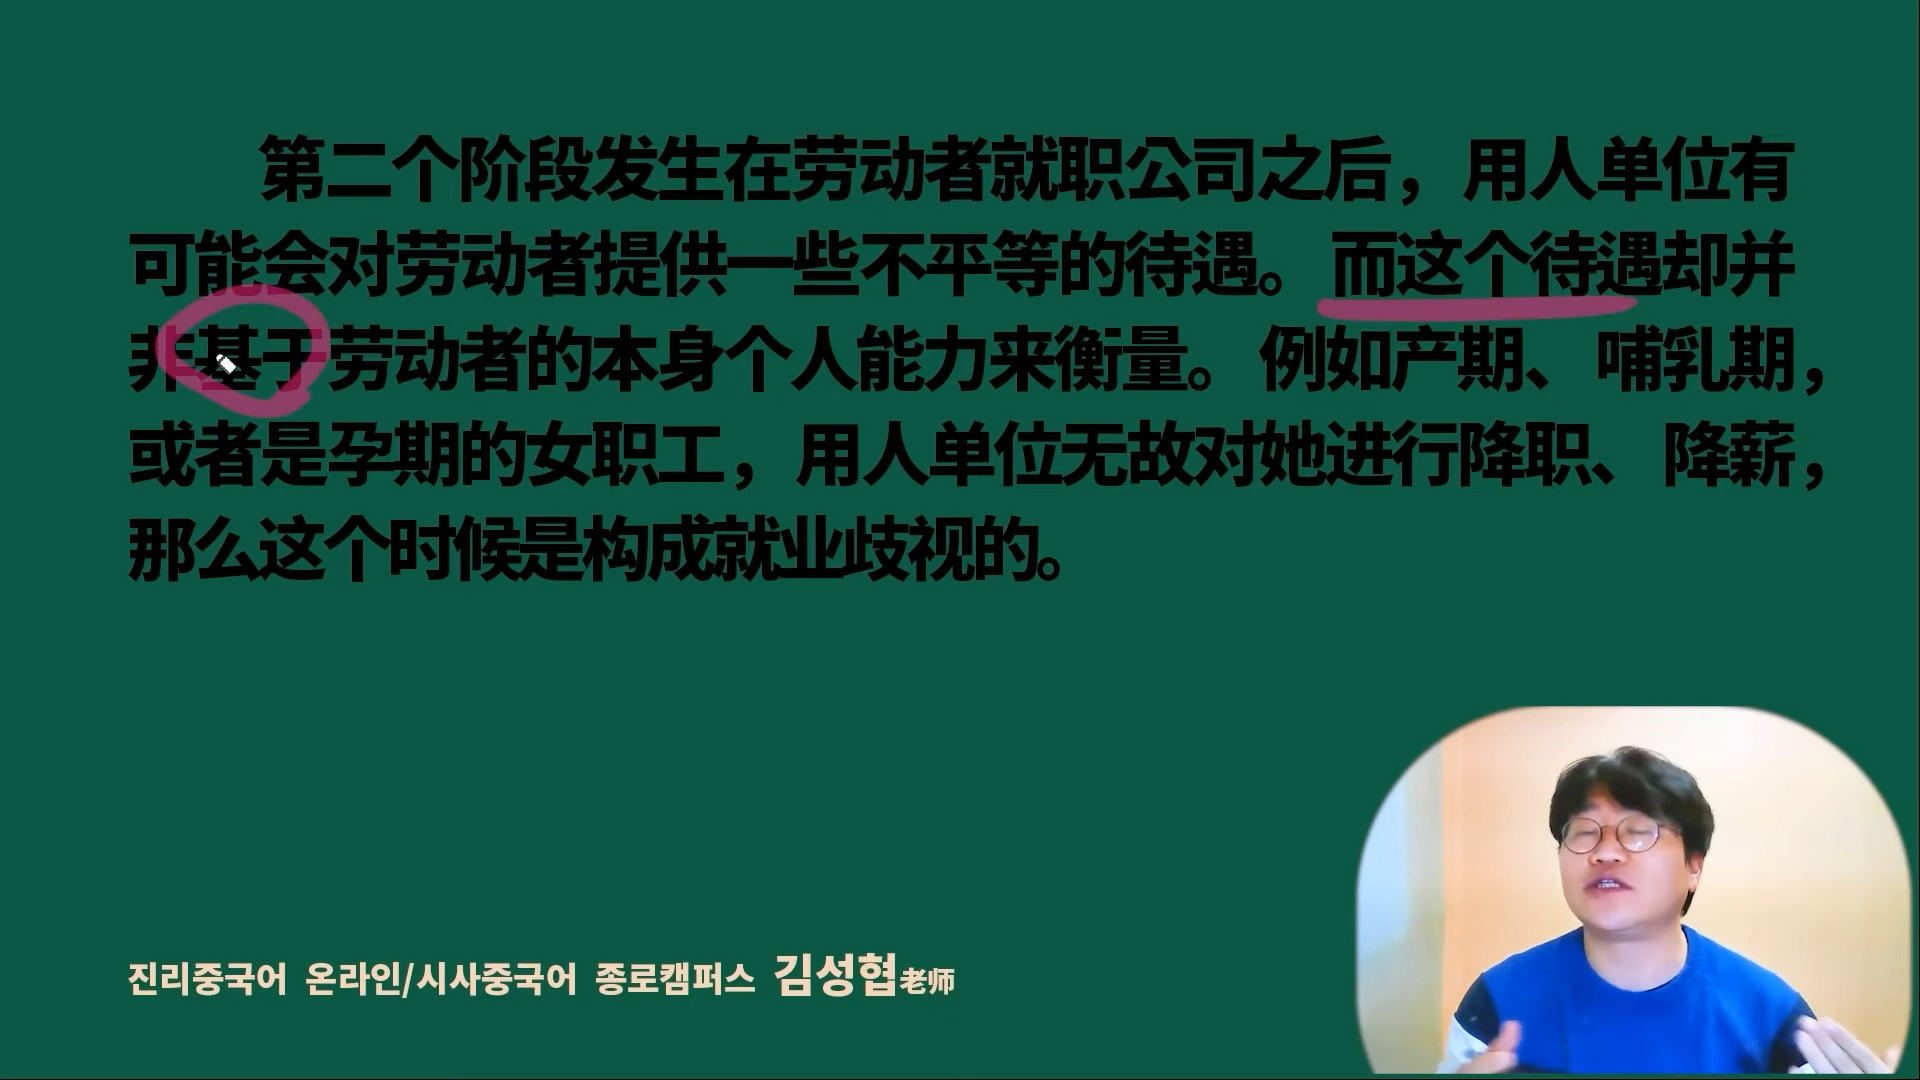 第二个阶段发生在劳动者就职公司之后，用人单位有
可能会对劳动者提供一些不平等的待遇。而这个待遇却并
非基于劳动者的本身个人能力来衡量。例如产期、哺乳期，
或者是孕期的女职工，用人单位无故对她进行降职、降薪，
那么这个时候是构成就业歧视的。
진리중국어 온라인/시사중국어 종로캠퍼스 김성협老师